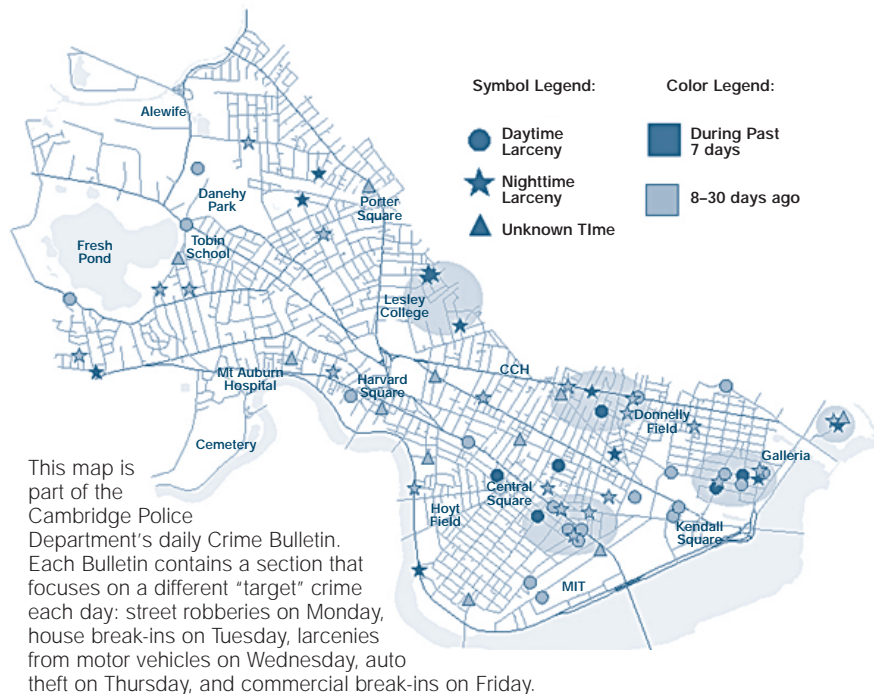 Symbol Legend:
Color Legend:
Daytime
Larceny
During Past
7 days
Nighttime
Larceny
8–30 days ago
Unknown TIme
Alewife
Danehy
Park
Porter
Square
Fresh
Pond
Tobin
School
Lesley
College
Mt Auburn
Hospital
Harvard
Square
CCH
Donnelly
Field
Cemetery
Galleria
Central
Square
Hoyt
Field
Kendall
Square
MIT
This map is
part of the
Cambridge Police
Department's daily Crime Bulletin.
Each Bulletin contains a section that
focuses on a different "target" crime
each day: street robberies on Monday,
house break-ins on Tuesday, larcenies
from motor vehicles on Wednesday, auto
theft on Thursday, and commercial break-ins on Friday.